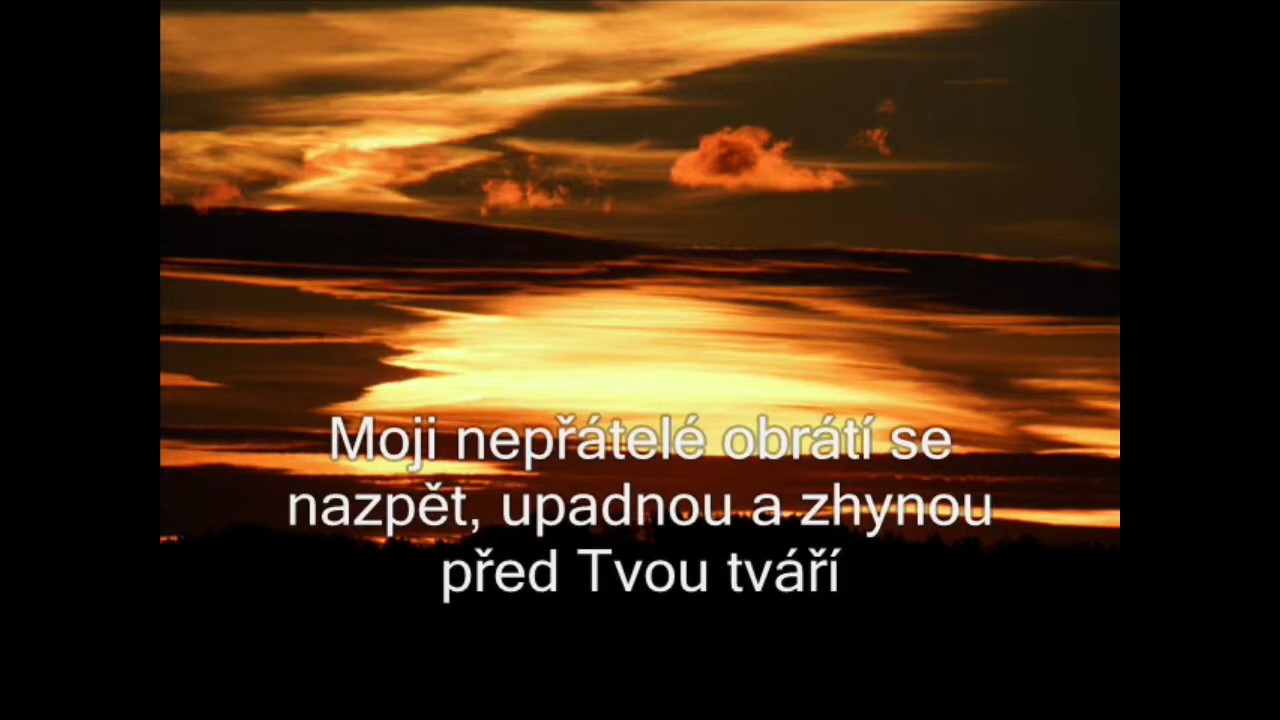 Moji nepřátelé obrátí se
nazpět, upadnou a zhynou
před Tvou tváří